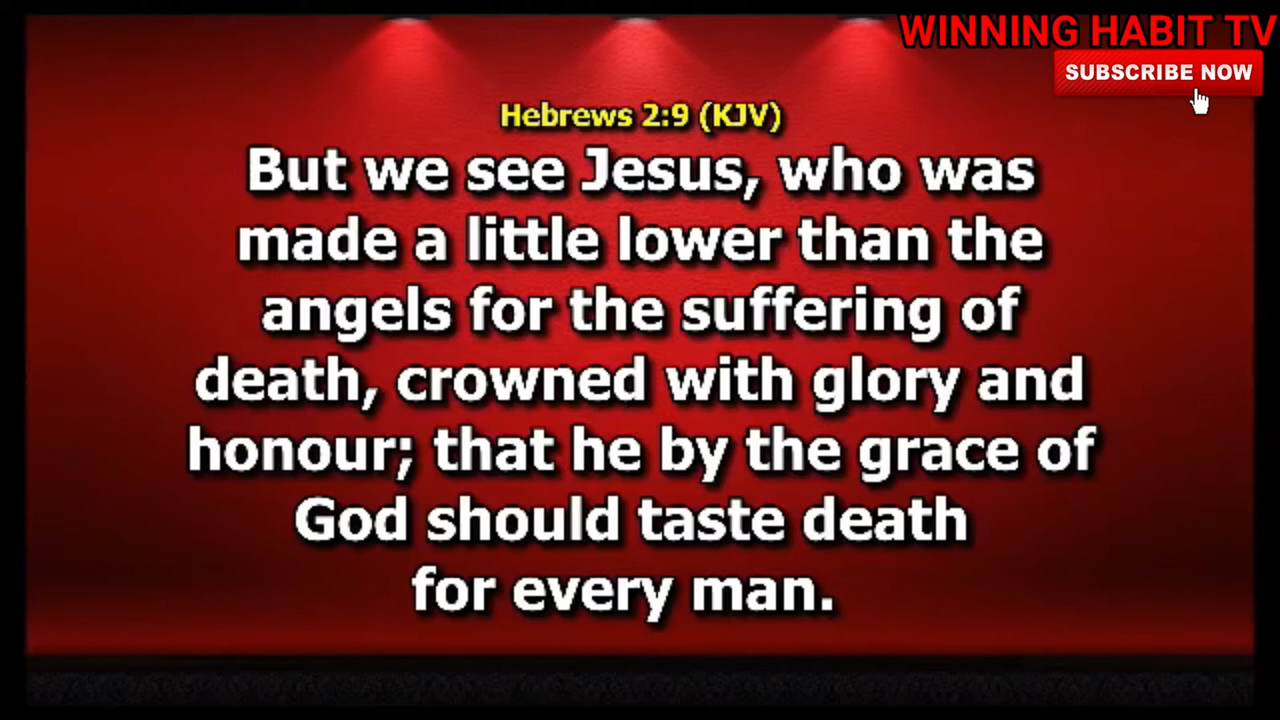 WINNING HABIT TV
SUBSCRIBE NOW
Hebrews 2:9 (KJV)
But we see Jesus, who was
made a little lower than the
angels for the suffering of
death, crowned with glory and
honour; that he by the grace of
God should taste death
for every man.